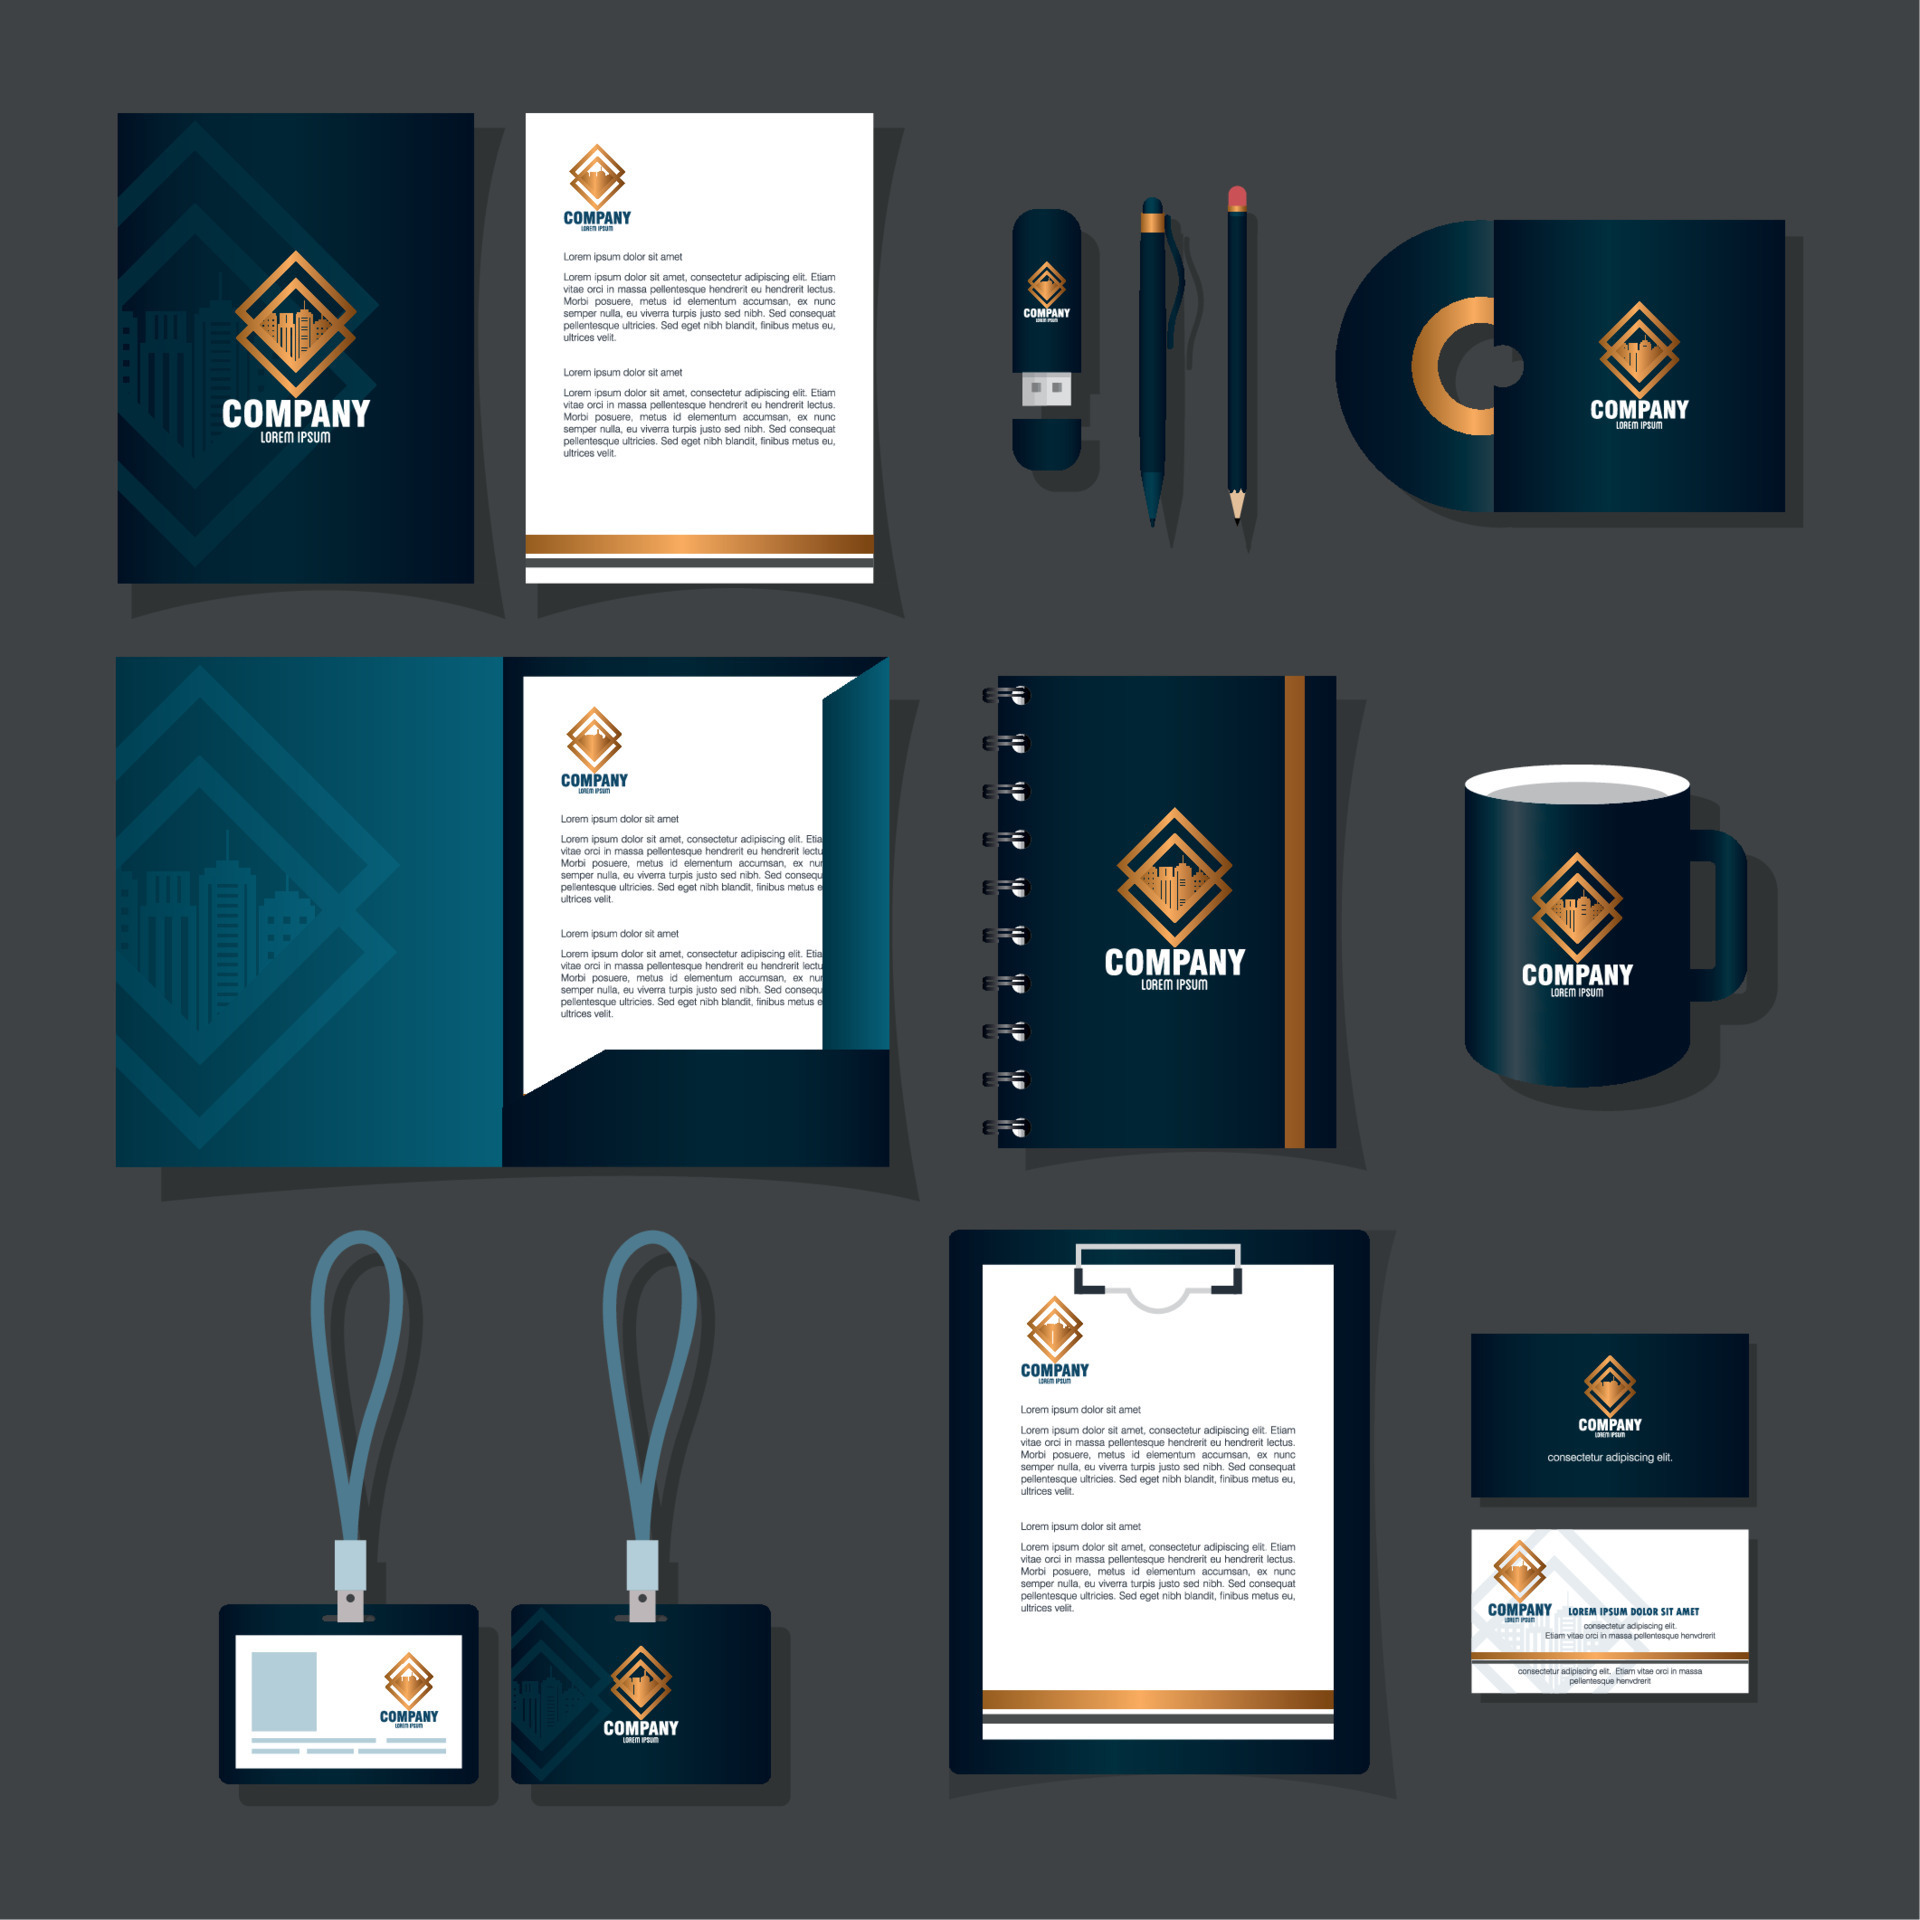 COMPANY
LOREM IPSUM
COMPANY
LOREM IPSUM
Lorem ipsum dolor sit amet
Lorem ipsum dolor sit amet, consectetur adipiscing elit. Etiam
vitae orci in massa pellentesque hendrerit eu hendrerit lectus.
Morbi posuere, metus id elementum accumsan, ex nunc
semper nulla, eu viverra turpis justo sed nibh. Sed consequat
pellentesque ultricies. Sed eget nibh blandit, finibus metus eu,
ultrices velit.
Lorem ipsum dolor sit amet
Lorem ipsum dolor sit amet, consectetur adipiscing elit. Etiam
vitae orci in massa pellentesque hendrerit eu hendrerit lectus.
Morbi posuere, metus id elementum accumsan, ex nunc
semper nulla, eu viverra turpis justo sed nibh. Sed consequat
pellentesque ultricies. Sed eget nibh blandit, finibus metus eu,
ultrices velit.
COMPANY
LOREM IPSUM
COMPANY
LOREM IPSUM
COMPANY
LOREM IPSUM
Lorem ipsum dolor sit amet
Lorem ipsum dolor sit amet, consectetur adipiscing elit. Etia
vitae orci in massa pellentesque hendrerit eu hendrerit lectu
Morbi posuere, metus id elementum accumsan, ex nun
semper nulla, eu viverra turpis justo sed nibh. Sed consequ
pellentesque ultricies. Sed eget nibh blandit, finibus metus e
ultrices velit.
Lorem ipsum dolor sit amet
Lorem ipsum dolor sit amet, consectetur adipiscing elit. Etia
vitae orci in massa pellentesque hendrerit eu hendrerit lectu
Morbi posuere, metus id elementum accumsan, ex nun
semper nulla, eu viverra turpis justo sed nibh. Sed consequ
pellentesque ultricies. Sed eget nibh blandit, finibus metus e
ultrices velit.
COMPANY
LOREM IPSUM
COMPANY
LOREM IPSUM
COMPANY
LOREM IPSUM
COMPANY
LOREM IPSUM
COMPANY
LOREM IPSUM
Lorem ipsum dolor sit amet
Lorem ipsum dolor sit amet, consectetur adipiscing elit. Etiam
vitae orci in massa pellentesque hendrerit eu hendrerit lectus.
Morbi posuere, metus id elementum accumsan, ex nunc
semper nulla, eu viverra turpis justo sed nibh. Sed consequat
pellentesque ultricies. Sed eget nibh blandit, finibus metus eu,
ultrices velit.
Lorem ipsum dolor sit amet
Lorem ipsum dolor sit amet, consectetur adipiscing elit. Etiam
vitae orci in massa pellentesque hendrerit eu hendrerit lectus.
Morbi posuere, metus id elementum accumsan, ex nunc
semper nulla, eu viverra turpis justo sed nibh. Sed consequat
pellentesque ultricies. Sed eget nibh blandit, finibus metus eu,
ultrices velit.
COMPANY
LOREM IPSUM
consectetur adipiscing elit.
COMPANY
LOREM IPSUM
LOREM IPSUM DOLOR SIT AMET
consectetur adipiscing elit.
Etiam vitae orci in massa pellentesque henvdrerit
consectetur adipiscing elit. Etiam vitae orci in massa
pellentesque henvdrerit